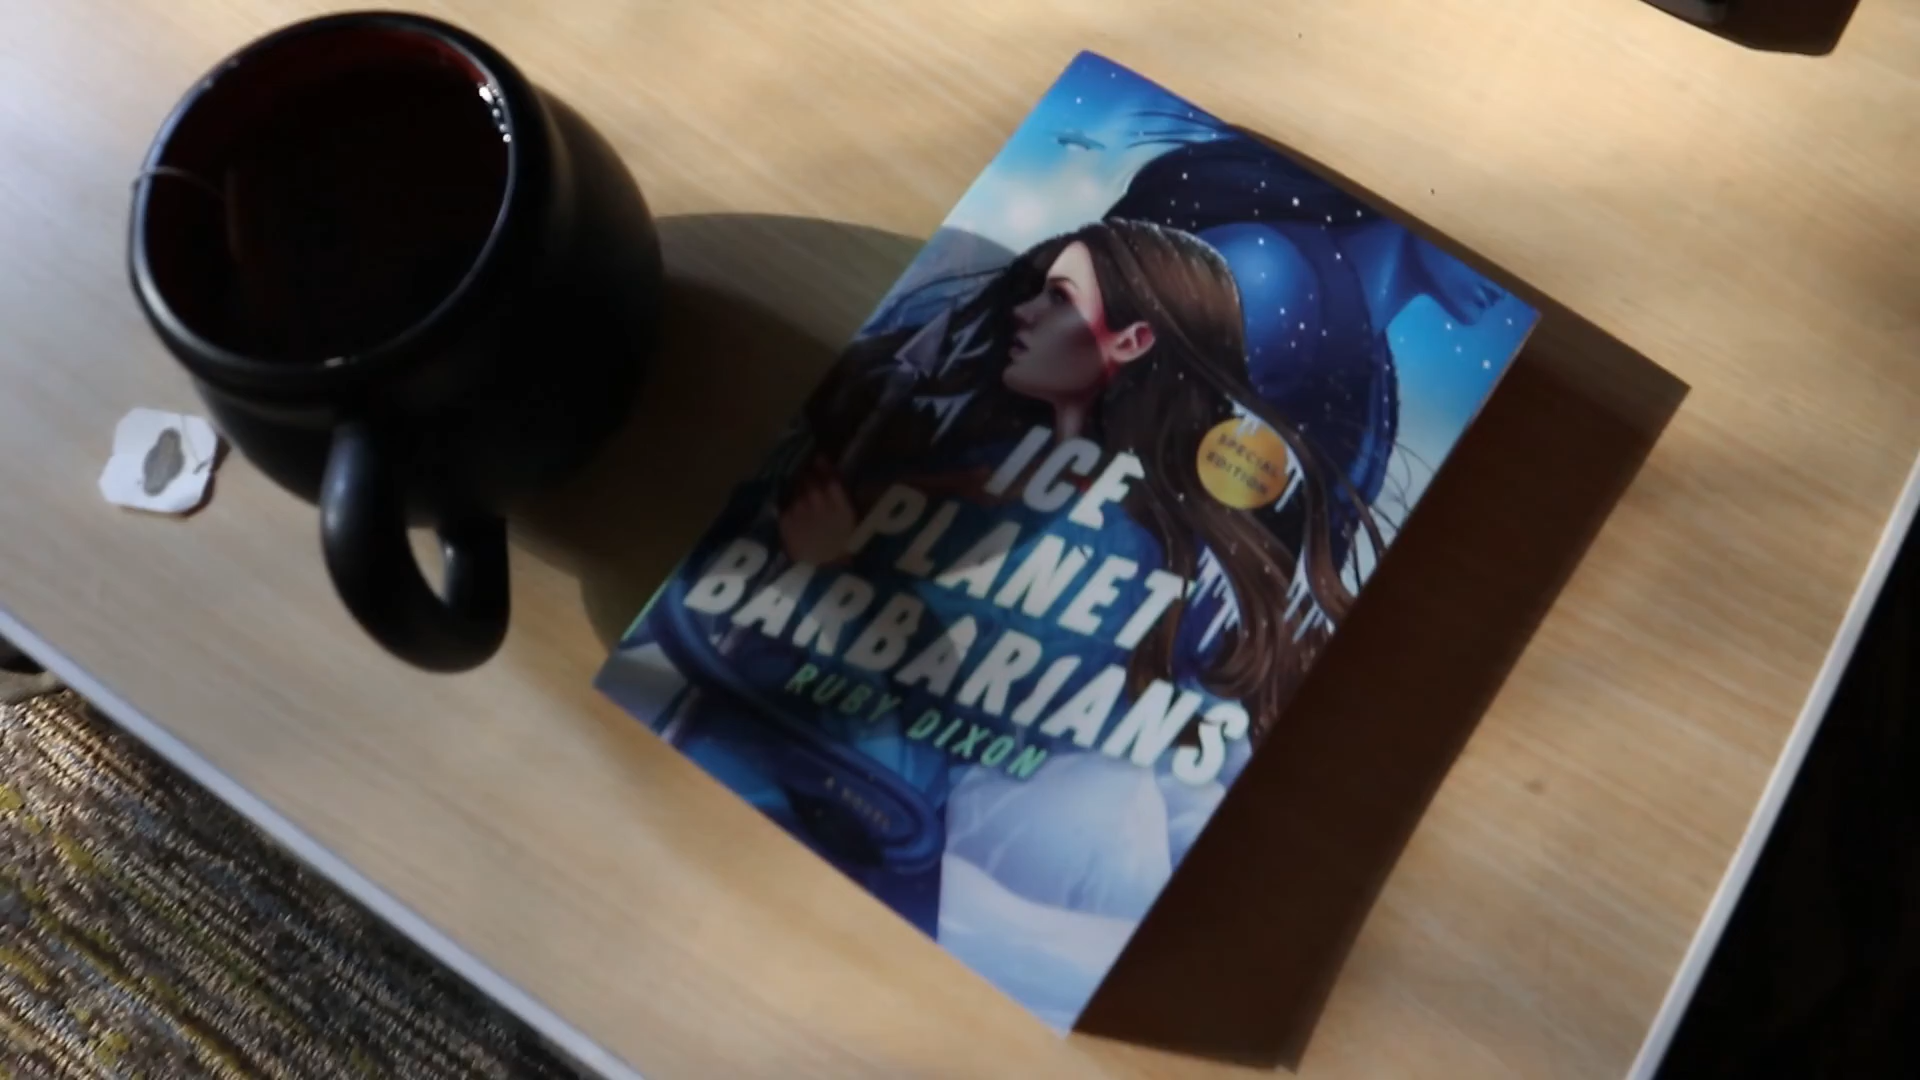 SPECIAL
EDITION
ICE
PLANET
BARBARIANS
RUBY DIXON
A NOVEL